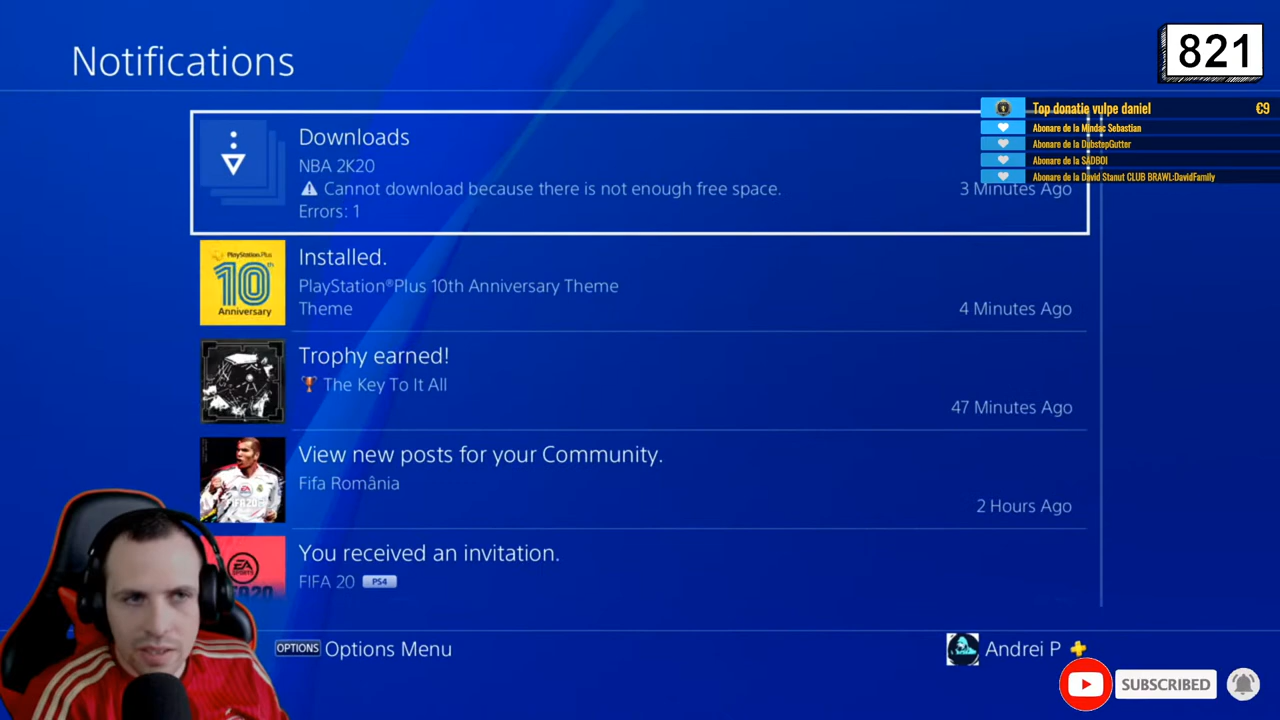 Notifications
821
Top donatie vulpe daniel €9
Abonare de la Mindac Sebastian
Abonare de la DubstepGutter
Abonare de la SADBOI
Abonare de la David Stanut CLUB BRAWL:DavidFamily
Downloads
NBA 2K20
Cannot download because there is not enough free space.
3 Minutes Ago
Errors: 1
PlayStation Plus
10th
Anniversary
Installed.
PlayStation®Plus 10th Anniversary Theme
Theme
4 Minutes Ago
Trophy earned!
The Key To It All
47 Minutes Ago
View new posts for your Community.
Fifa România
2 Hours Ago
EA
SPORTS
You received an invitation.
FIFA 20 PS4
OPTIONS Options Menu
Andrei P
SUBSCRIBED